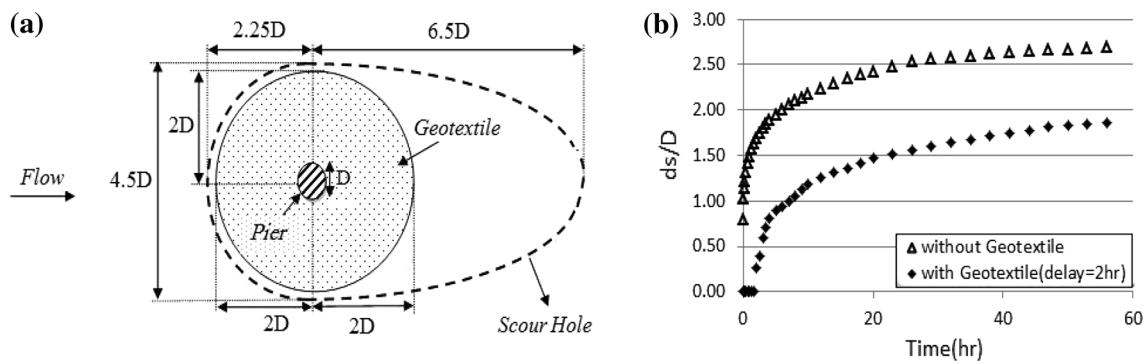 (a)
2.25D
6.5D
2D
Geotextile
4.5D
D
Flow
Pier
2D
2D
Scour Hole
(b)
3.00
2.50
2.00
1.50
1.00
0.50
0.00
ds/D
without Geotextile
with Geotextile(delay=2hr)
0
20
40
60
Time(hr)